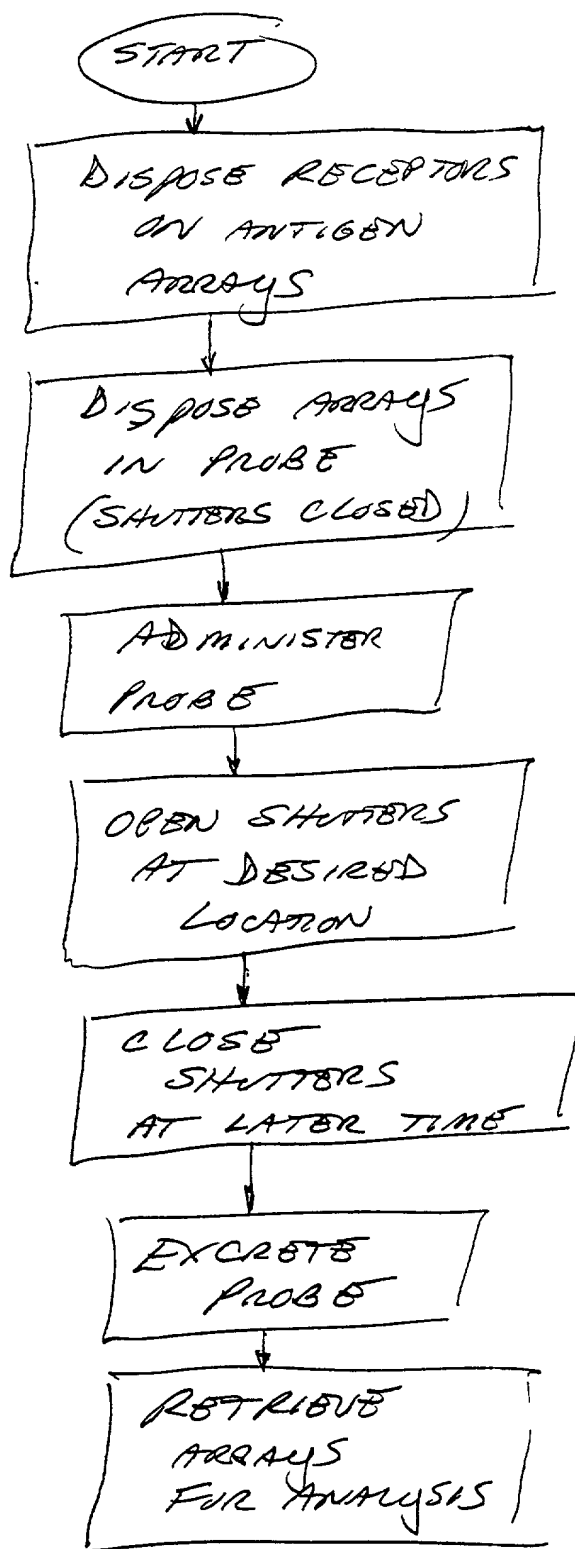 START
DISPOSE RECEPTORS
ON ANTIGEN
ARRAYS
DISPOSE ARRAYS
IN PROBE
(SHUTTERS CLOSED)
ADMINISTER
PROBE
OPEN SHUTTERS
AT DESIRED
LOCATION
CLOSE
SHUTTERS
AT LATER TIME
EXCRETE
PROBE
RETRIEVE
ARRAYS
FOR ANALYSIS